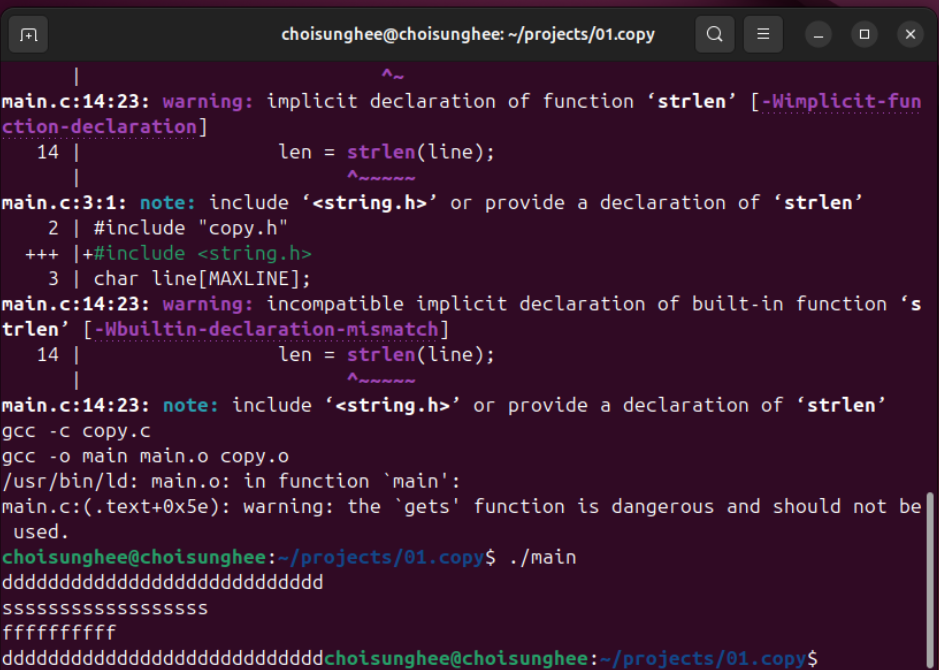 choisunghee@choisunghee: ~/projects/01.copy
| ^~
main.c:14:23: warning: implicit declaration of function ‘strlen’ [-Wimplicit-fun
ction-declaration]
14 | len = strlen(line);
| ^~~~~~
main.c:3:1: note: include ‘<string.h>’ or provide a declaration of ‘strlen’
2 | #include "copy.h"
+++ |+#include <string.h>
3 | char line[MAXLINE];
main.c:14:23: warning: incompatible implicit declaration of built-in function ‘s
trlen’ [-Wbuiltin-declaration-mismatch]
14 | len = strlen(line);
| ^~~~~~
main.c:14:23: note: include ‘<string.h>’ or provide a declaration of ‘strlen’
gcc -c copy.c
gcc -o main main.o copy.o
/usr/bin/ld: main.o: in function `main':
main.c:(.text+0x5e): warning: the `gets' function is dangerous and should not be
used.
choisunghee@choisunghee:~/projects/01.copy$ ./main
dddddddddddddddddddddddddddd
ssssssssssssssssss
ffffffffff
ddddddddddddddddddddddddddddchoisunghee@choisunghee:~/projects/01.copy$